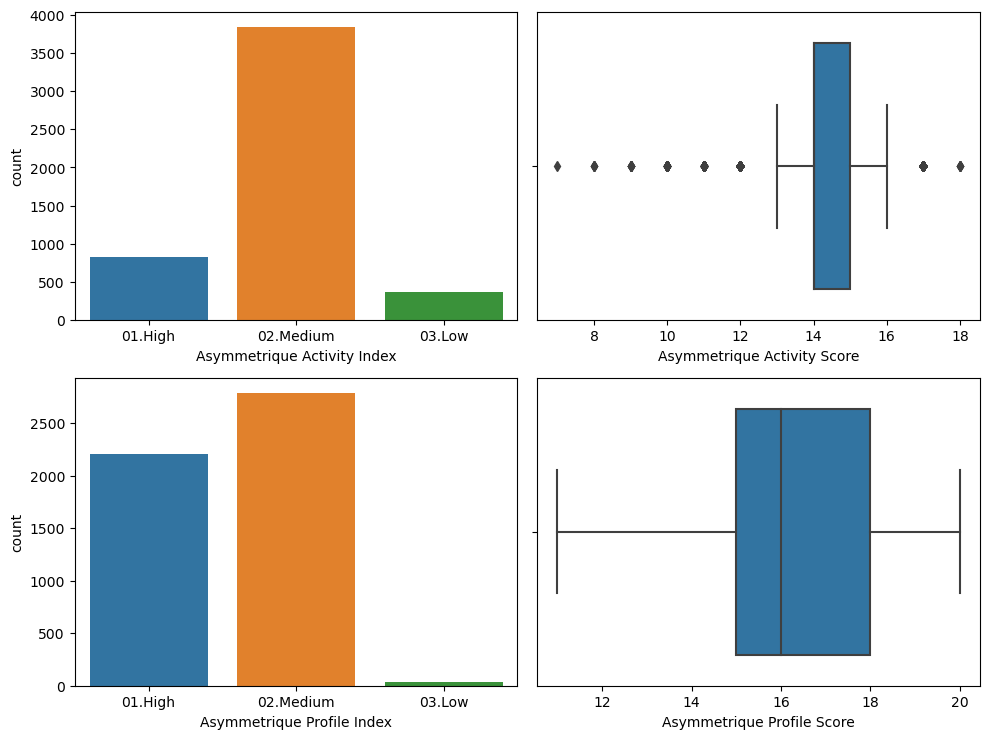 4000
3500
3000
2500
2000
1500
1000
500
0
count
01.High 02.Medium 03.Low
Asymmetrique Activity Index
8 10 12 14 16 18
Asymmetrique Activity Score
2500
2000
1500
1000
500
0
count
01.High 02.Medium 03.Low
Asymmetrique Profile Index
12 14 16 18 20
Asymmetrique Profile Score